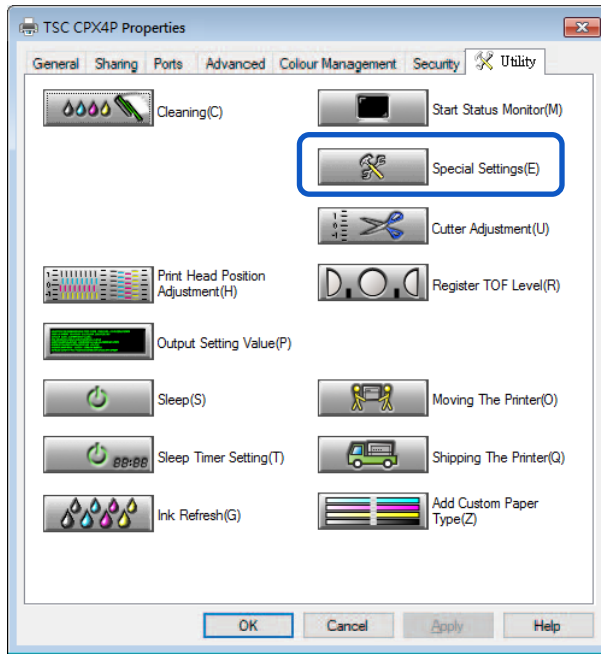 TSC CPX4P Properties
General Sharing Ports Advanced Colour Management Security Utility
Cleaning(C)
Start Status Monitor(M)
Special Settings(E)
Cutter Adjustment(U)
Print Head Position
Adjustment(H)
Register TOF Level(R)
Output Setting Value(P)
Sleep(S)
Moving The Printer(O)
88:88
Sleep Timer Setting(T)
Shipping The Printer(Q)
Ink Refresh(G)
Add Custom Paper
Type(Z)
OK Cancel Apply Help